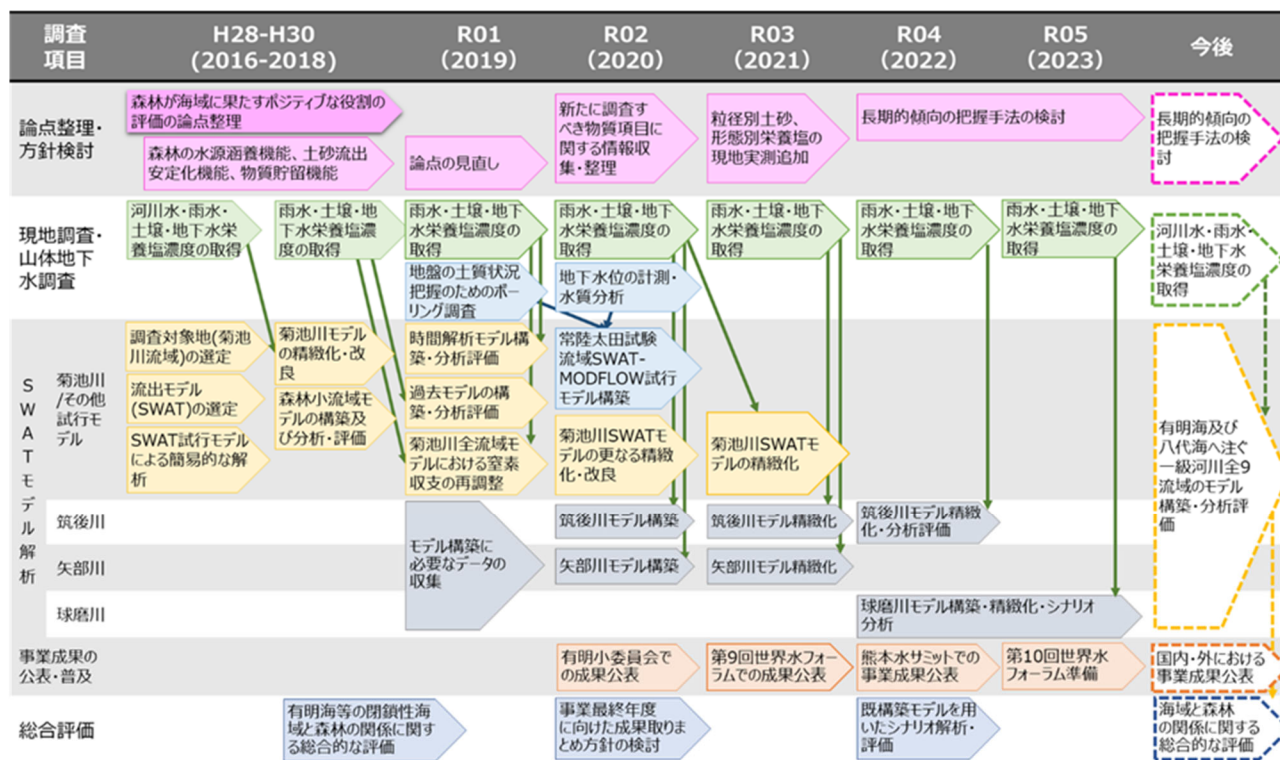 調査
項目
H28-H30
(2016-2018)
R01
(2019)
R02
(2020)
R03
(2021)
R04
(2022)
R05
(2023)
今後
論点整理・
方針検討
森林が海域に果たすポジティブな役割の
評価の論点整理
森林の水源涵養機能、土砂流出
安定化機能、物質貯留機能
論点の見直し
新たに調査す
べき物質項目に
関する情報収
集・整理
粒径別土砂、
形態別栄養塩の
現地実測追加
長期的傾向の把握手法の検討
長期的傾向の
把握手法の検
討
現地調査・
山体地下
水調査
河川水・雨水・
土壌・地下水栄
養塩濃度の取得
雨水・土壌・地
下水栄養塩濃
度の取得
雨水・土壌・地下
水栄養塩濃度の
取得
雨水・土壌・地下
水栄養塩濃度の
取得
雨水・土壌・地下
水栄養塩濃度の
取得
雨水・土壌・地下
水栄養塩濃度の
取得
雨水・土壌・地下
水栄養塩濃度の
取得
河川水・雨水・
土壌・地下水
栄養塩濃度の
取得
地盤の土質状況
把握のためのボー
リング調査
地下水位の計測・
水質分析
SWATモデル解析
菊池川
/その他
試行モ
デル
調査対象地(菊池
川流域)の選定
流出モデル
(SWAT)の選定
SWAT試行モデル
による簡易的な解
析
菊池川モデル
の精緻化・改
良
森林小流域モ
デルの構築及
び分析・評価
時間解析モデル構
築・分析評価
過去モデルの構
築・分析評価
菊池川全流域モ
デルにおける窒素
収支の再調整
常陸太田試験
流域SWAT-
MODFLOW試行
モデル構築
菊池川SWATモ
デルの更なる精緻
化・改良
菊池川SWATモ
デルの精緻化
有明海及び
八代海へ注ぐ
一級河川全9
流域のモデル
構築・分析評
価
筑後川
モデル構築に
必要なデータの
収集
筑後川モデル構築
筑後川モデル精緻化
筑後川モデル精緻
化・分析評価
矢部川
矢部川モデル構築
矢部川モデル精緻化
球磨川
球磨川モデル構築・精緻化・シナリオ
分析
事業成果の
公表・普及
有明小委員会で
の成果公表
第9回世界水フォー
ラムでの成果公表
熊本水サミットでの
事業成果公表
第10回世界水
フォーラム準備
国内・外における
事業成果公表
総合評価
有明海等の閉鎖性海
域と森林の関係に関す
る総合的な評価
事業最終年度
に向けた成果取りま
とめ方針の検討
既構築モデルを用
いたシナリオ解析・
評価
海域と森林
の関係に関する
総合的な評価